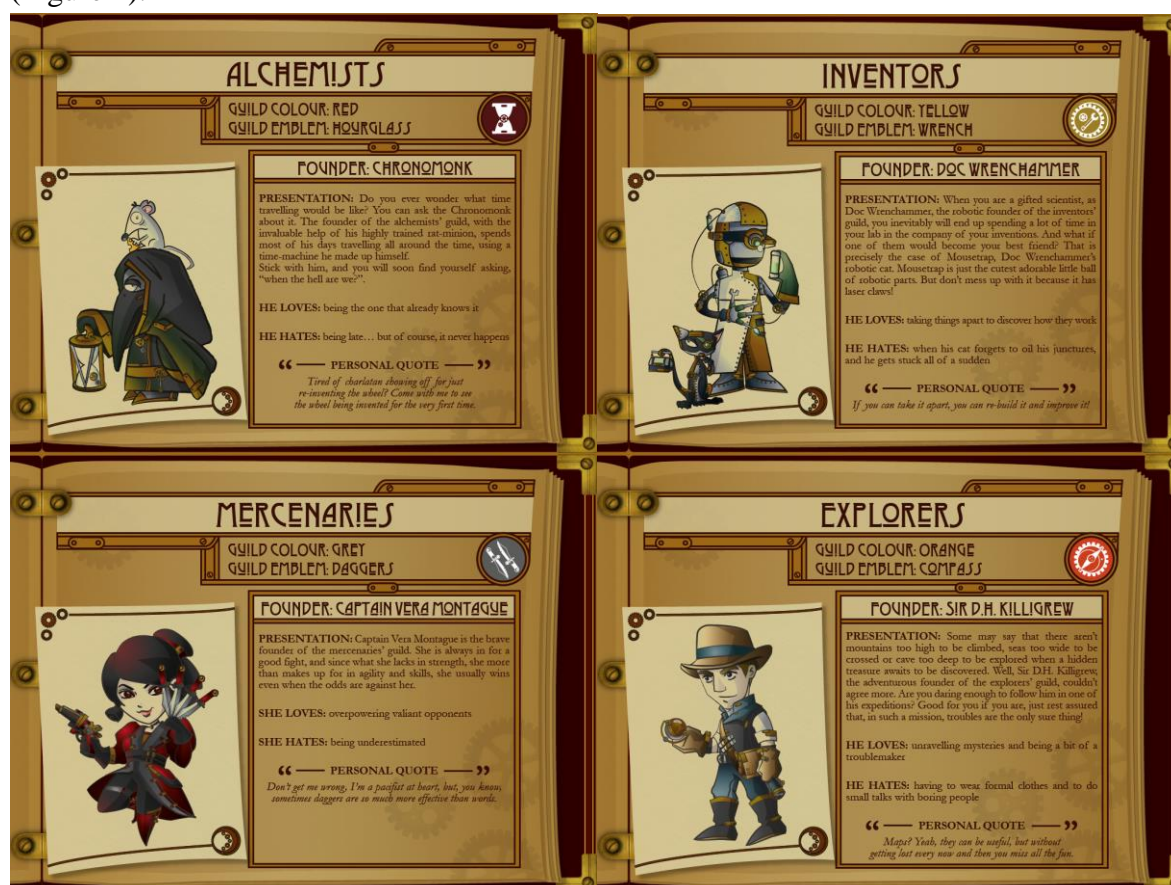 ALCHEMISTS
GUILD COLOUR: RED
GUILD EMBLEM: HOURGLASS
FOUNDER: CHRONOMONK
PRESENTATION: Do you ever wonder what time
travelling would be like? You can ask the Chronomonk
about it. The founder of the alchemists' guild, with the
invaluable help of his highly trained rat-minion, spends
most of his days travelling all around the time, using a
time-machine he made up himself.
Stick with him, and you will soon find yourself asking,
"when the hell are we?".
HE LOVES: being the one that already knows it
HE HATES: being late… but of course, it never happens
“ — PERSONAL QUOTE — ”
Tired of charlatan showing off for just
re-inventing the wheel? Come with me to see
the wheel being invented for the very first time.
INVENTORS
GUILD COLOUR: YELLOW
GUILD EMBLEM: WRENCH
FOUNDER: DOC WRENCHAMMER
PRESENTATION: When you are a gifted scientist, as
Doc Wrenchammer, the robotic founder of the inventors'
guild, you inevitably will end up spending a lot of time in
your lab in the company of your inventions. And what if
one of them would become your best friend? That is
precisely the case of Mousetrap, Doc Wrenchammer's
robotic cat. Mousetrap is just the cutest adorable little ball
of robotic parts. But don't mess up with it because it has
laser claws!
HE LOVES: taking things apart to discover how they work
HE HATES: when his cat forgets to oil his junctures,
and he gets stuck all of a sudden
“ — PERSONAL QUOTE — ”
If you can take it apart, you can re-build it and improve it!
MERCENARIES
GUILD COLOUR: GREY
GUILD EMBLEM: DAGGERS
FOUNDER: CAPTAIN VERA MONTAGUE
PRESENTATION: Captain Vera Montague is the brave
founder of the mercenaries' guild. She is always in for a
good fight, and since what she lacks in strength, she more
than makes up for in agility and skills, she usually wins
even when the odds are against her.
SHE LOVES: overpowering valiant opponents
SHE HATES: being underestimated
“ — PERSONAL QUOTE — ”
Don't get me wrong, I'm a pacifist at heart, but, you know,
sometimes daggers are so much more effective than words.
EXPLORERS
GUILD COLOUR: ORANGE
GUILD EMBLEM: COMPASS
FOUNDER: SIR D.H. KILLIGREW
PRESENTATION: Some may say that there aren't
mountains too high to be climbed, seas too wide to be
crossed or cave too deep to be explored when a hidden
treasure awaits to be discovered. Well, Sir D.H. Killigrew,
the adventurous founder of the explorers' guild, couldn't
agree more. Are you daring enough to follow him in one of
his expeditions? Good for you if you are, just rest assured
that, in such a mission, troubles are the only sure thing!
HE LOVES: unravelling mysteries and being a bit of a
troublemaker
HE HATES: having to wear formal clothes and to do
small talks with boring people
“ — PERSONAL QUOTE — ”
Maps? Yeah, they can be useful, but without
getting lost every now and then you miss all the fun.